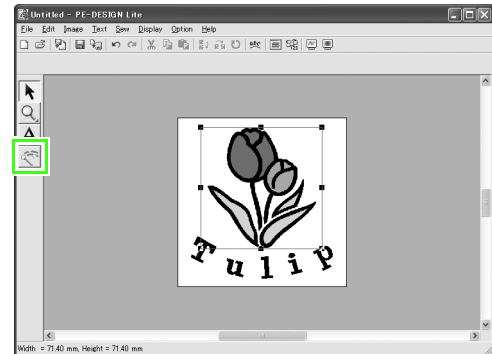 Untitled - PE-DESIGN Lite
File Edit Image Text Sew Display Option Help
ABC
A
Tulip
Width = 71.40 mm, Height = 71.40 mm